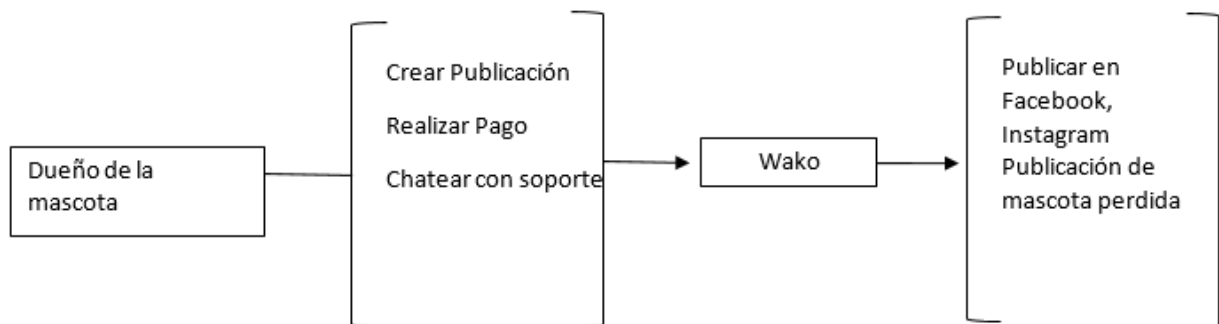 Dueño de la
mascota
Crear Publicación
Realizar Pago
Chatear con soporte
Wako
Publicar en
Facebook,
Instagram
Publicación de
mascota perdida